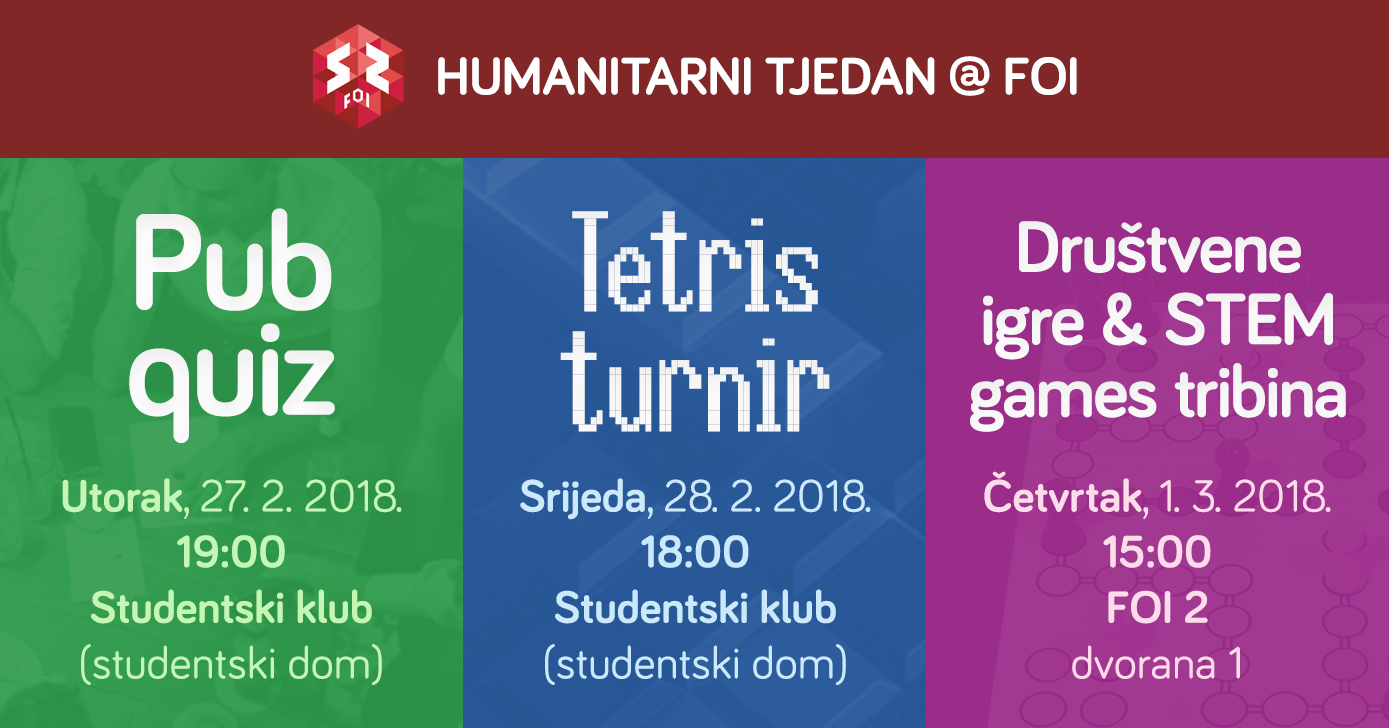 SZ
FOI
HUMANITARNI TJEDAN @ FOI
Pub
quiz
Utorak, 27. 2. 2018.
19:00
Studentski klub
(studentski dom)
Tetris
turnir
Srijeda, 28. 2. 2018.
18:00
Studentski klub
(studentski dom)
Društvene
igre & STEM
games tribina
Četvrtak, 1. 3. 2018.
15:00
FOI 2
dvorana 1